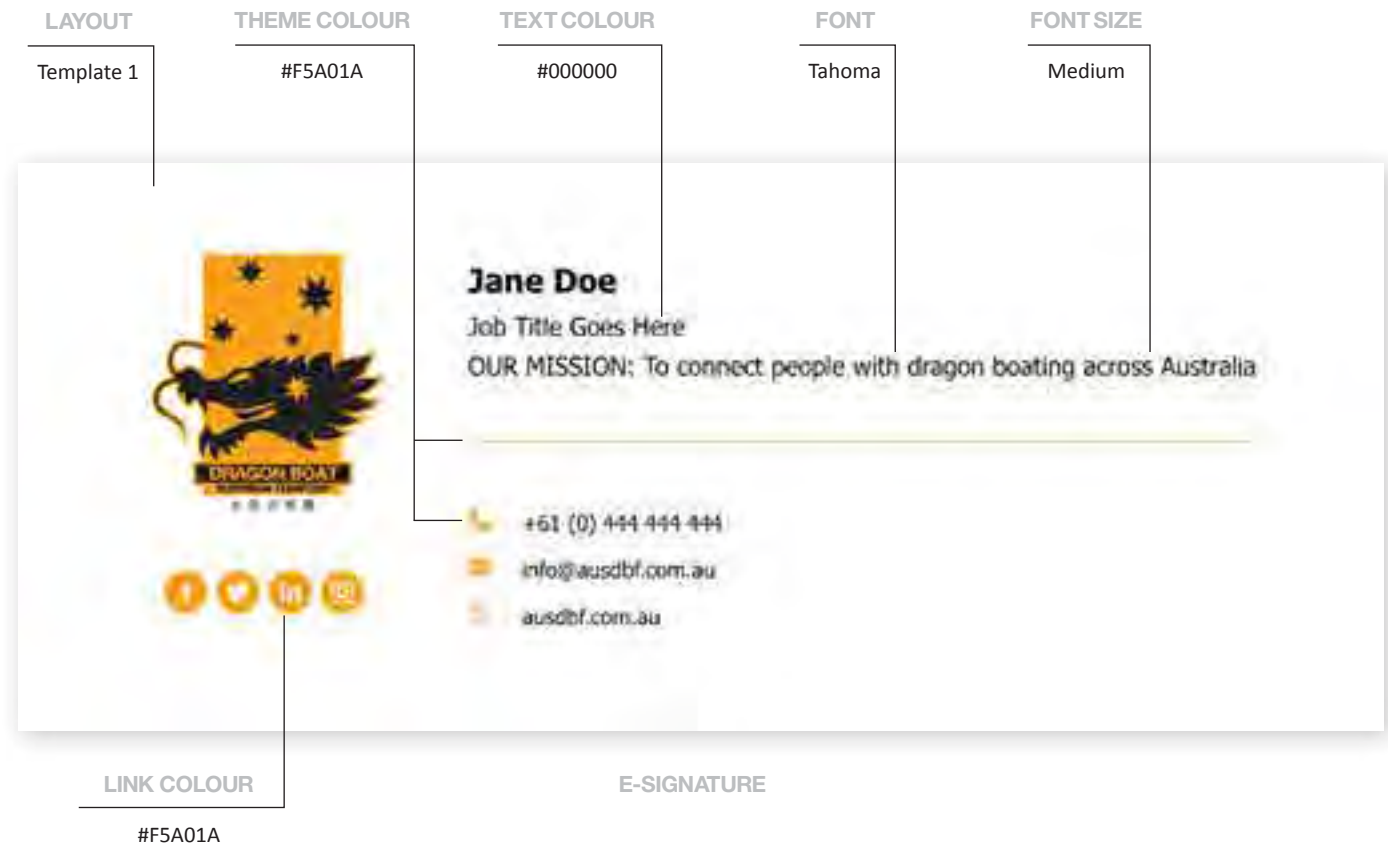 LAYOUT
THEME COLOUR
TEXT COLOUR
FONT
FONT SIZE
Template 1
#F5A01A
#000000
Tahoma
Medium
Jane Doe
Job Title Goes Here
OUR MISSION: To connect people with dragon boating across Australia
DRAGON BOAT
+61 (0) 444 444 444
info@ausdbf.com.au
ausdbf.com.au
LINK COLOUR
E-SIGNATURE
#F5A01A